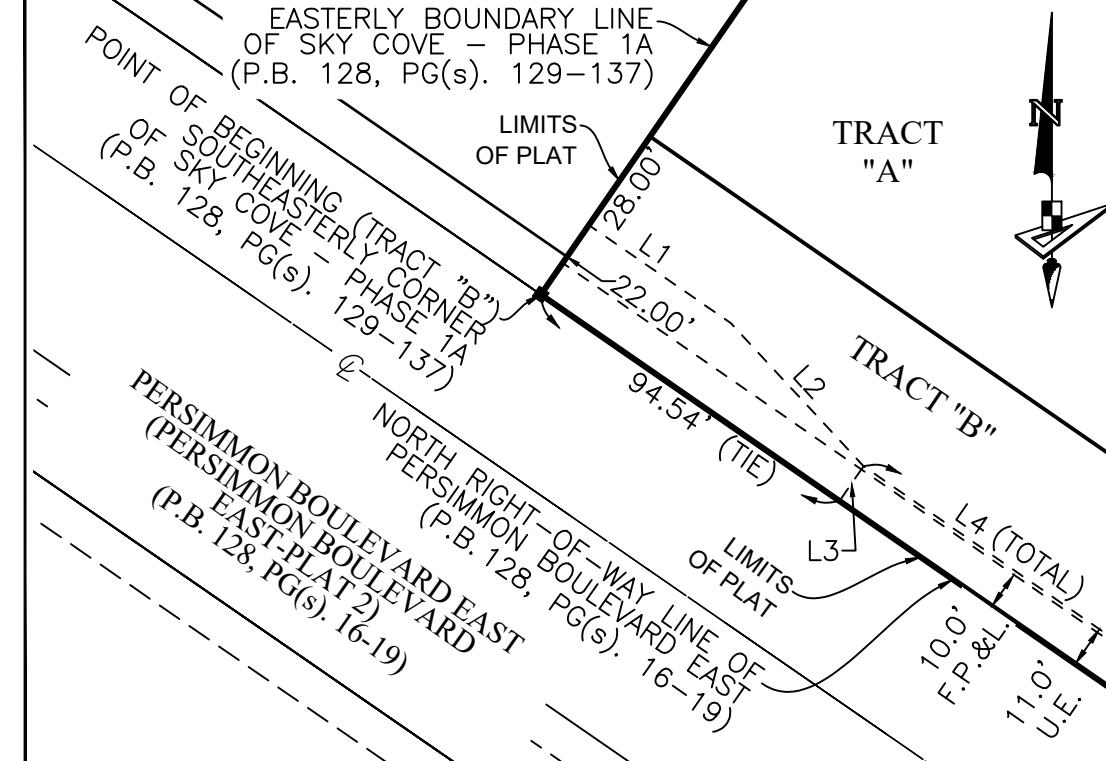 EASTERLY BOUNDARY LINE
OF SKY COVE – PHASE 1A
(P.B. 128, PG(s). 129–137)
LIMITS
OF PLAT
TRACT
"A"
N
POINT OF BEGINNING (TRACT "B")
SOUTHEASTERLY CORNER
OF SKY COVE – PHASE 1A
(P.B. 128, PG(s). 129–137)
28.00'
L1
22.00'
L2
94.54' (TIE)
TRACT "B"
℄
PERSIMMON BOULEVARD EAST
(PERSIMMON BOULEVARD
EAST-PLAT 2)
(P.B. 128, PG(s). 16-19)
NORTH RIGHT–OF–WAY LINE OF
PERSIMMON BOULEVARD EAST
(P.B. 128, PG(s). 16–19)
L3
LIMITS
OF PLAT
L4 (TOTAL)
10.0'
F.P.&L.
11.0'
U.E.